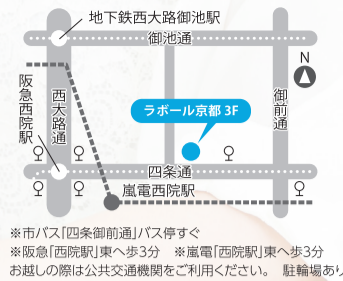 地下鉄西大路御池駅
御池通
N
阪急西院駅
西大路通
御前通
ラボール京都 3F
四条通
嵐電西院駅
※市バス「四条御前通」バス停すぐ
※阪急「西院駅」東へ歩3分　※嵐電「西院駅」東へ歩3分
お越しの際は公共交通機関をご利用ください。　駐輪場あり